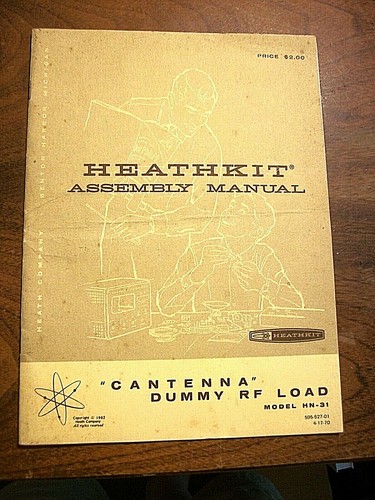 PRICE $2.00
HEATHKIT®
ASSEMBLY MANUAL
HEATH COMPANY BENTON HARBOR, MICHIGAN
HEATHKIT
"CANTENNA"
DUMMY RF LOAD
MODEL HN-31
Copyright © 1962
Heath Company
All rights reserved
595-527-01
4-17-70